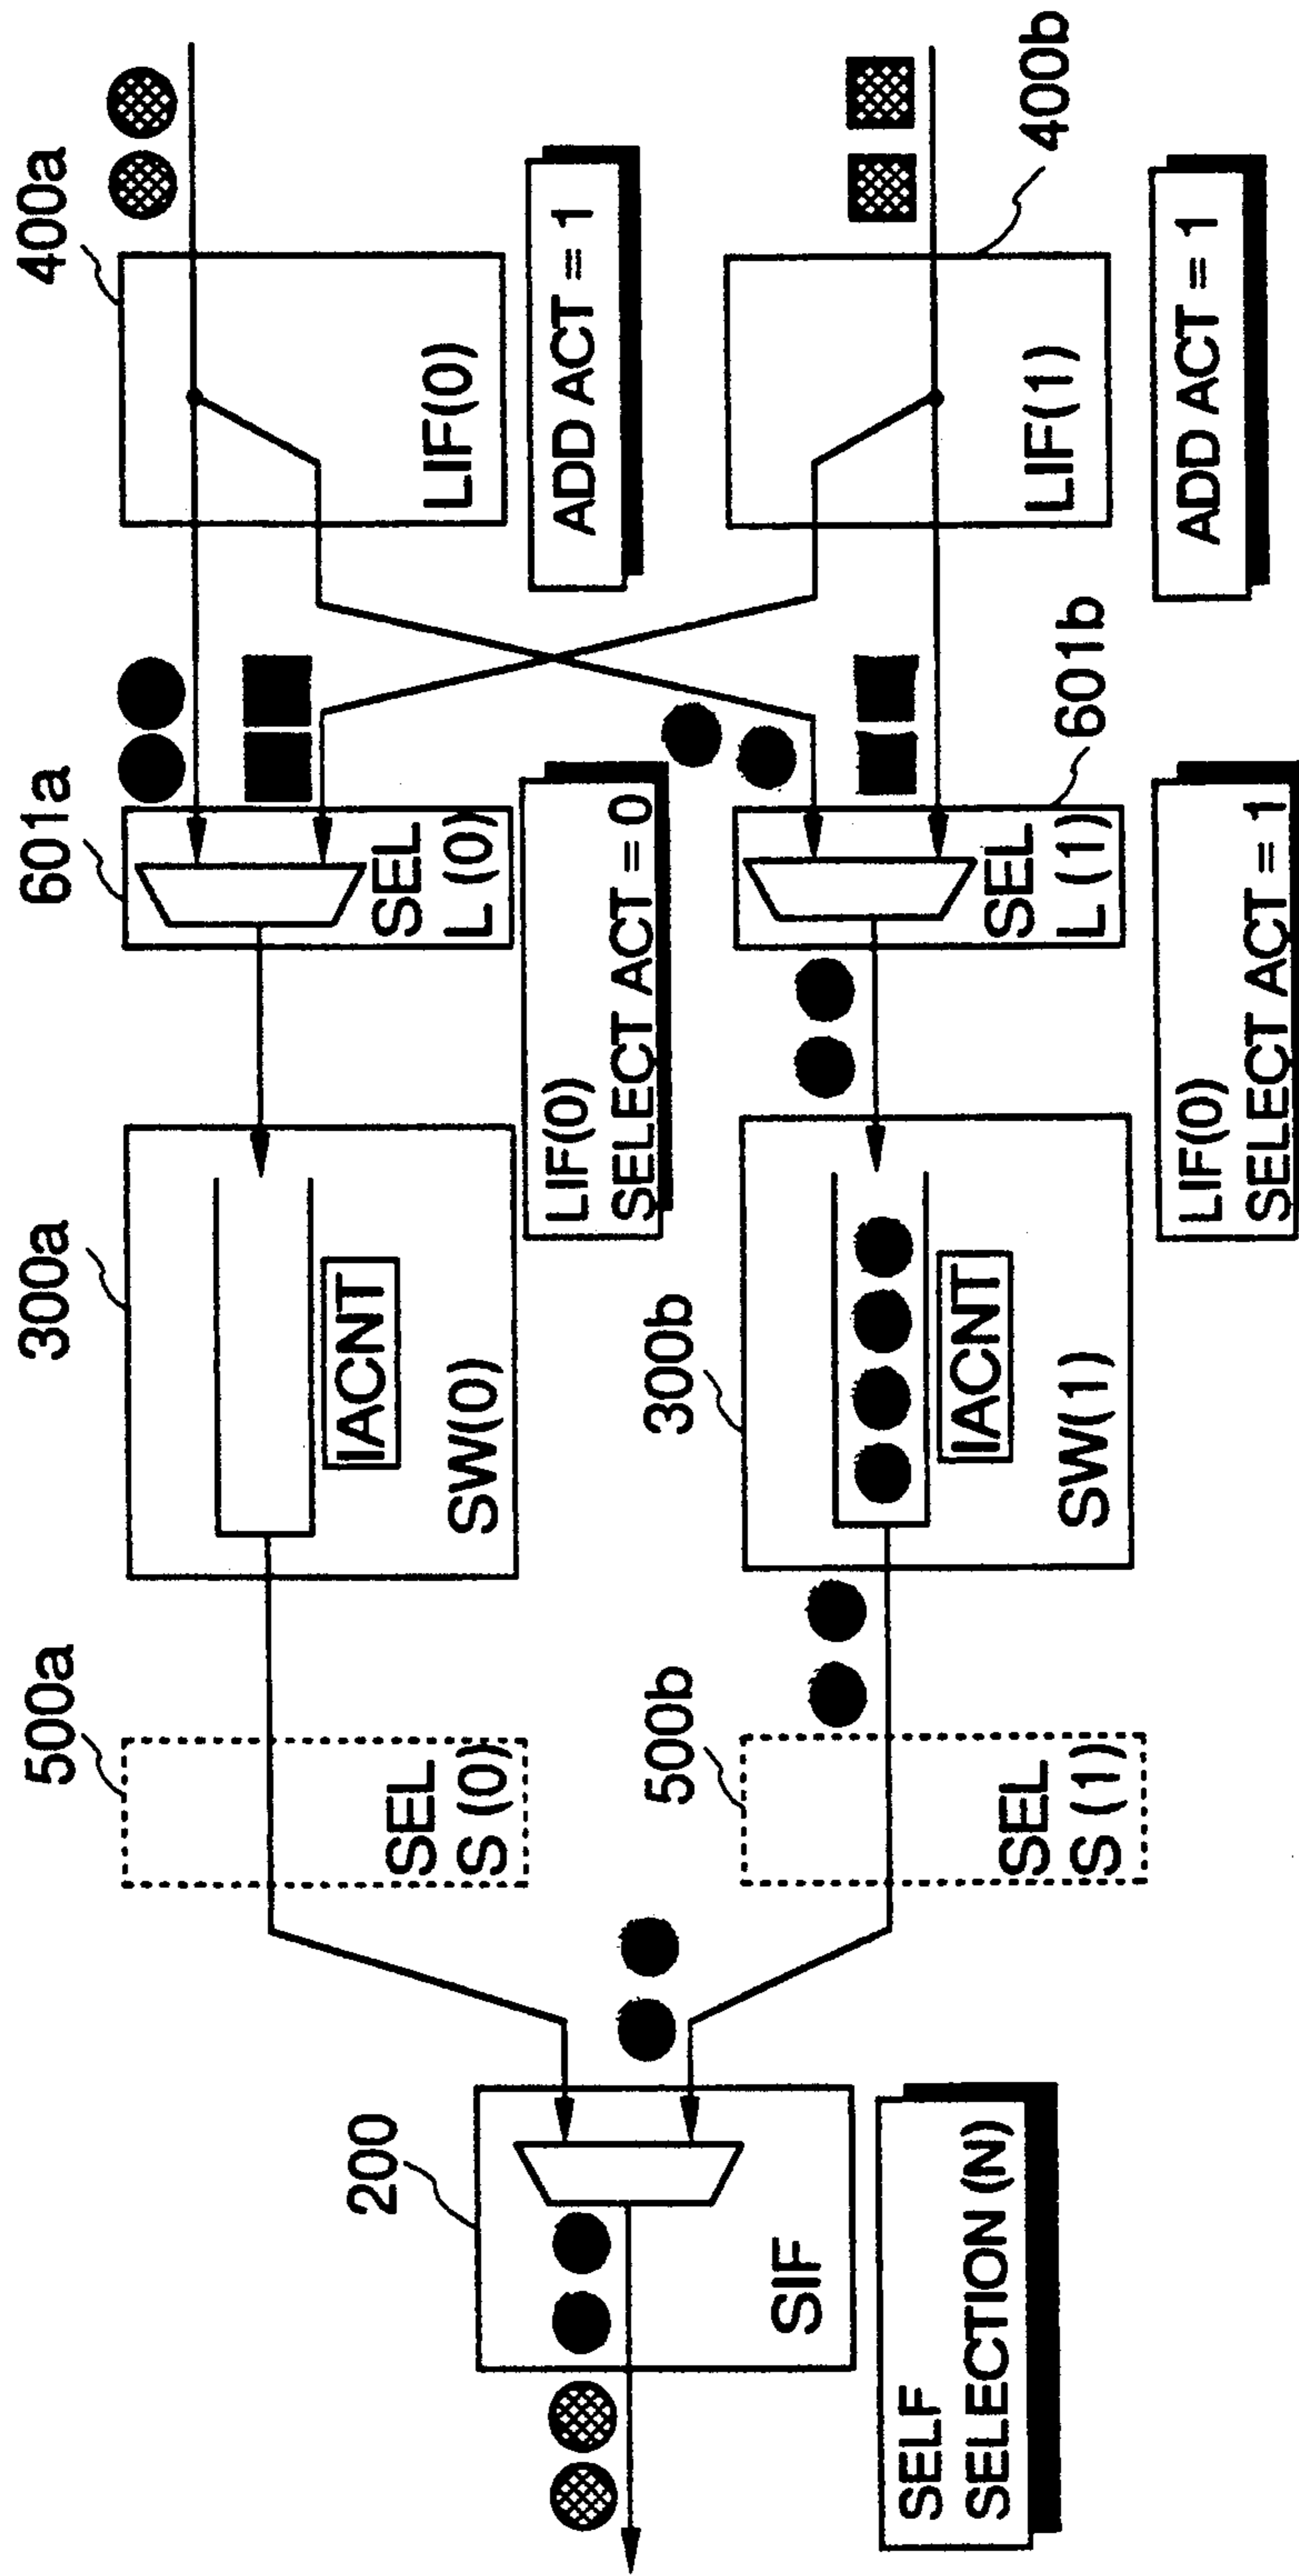 200
SIF
SELF
SELECTION (N)
500a
SEL
S (0)
500b
SEL
S (1)
300a
IACNT
SW(0)
300b
IACNT
SW(1)
601a
SEL
L (0)
LIF(0)
SELECT ACT = 0
601b
SEL
L (1)
LIF(0)
SELECT ACT = 1
400a
LIF(0)
ADD ACT = 1
400b
LIF(1)
ADD ACT = 1